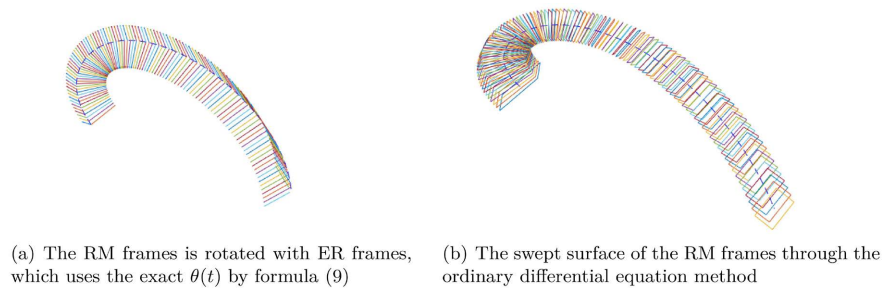 (a) The RM frames is rotated with ER frames,
which uses the exact θ(t) by formula (9)
(b) The swept surface of the RM frames through the
ordinary differential equation method